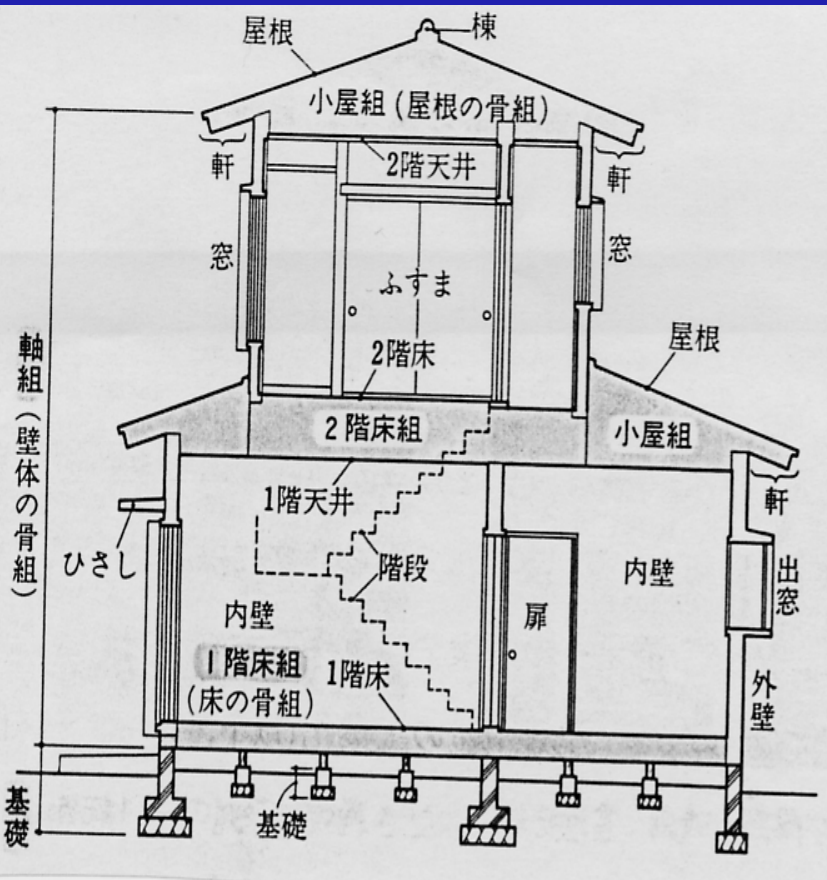 屋根
棟
小屋組(屋根の骨組)
軒
2階天井
軒
窓
窓
ふすま
2階床
屋根
軸組(壁体の骨組)
2階床組
小屋組
1階天井
軒
ひさし
階段
内壁
出窓
内壁
扉
1階床組
1階床
(床の骨組)
外壁
基礎
基礎